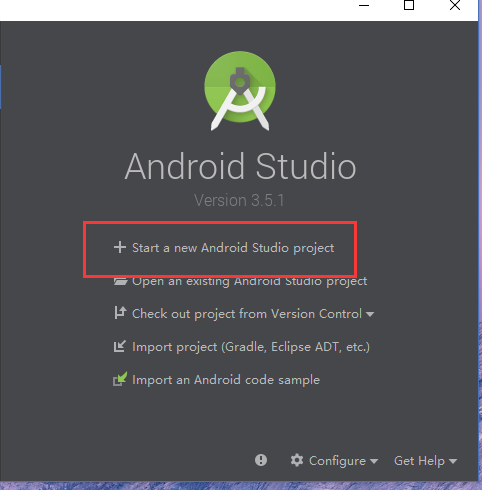 Android Studio
Version 3.5.1
Start a new Android Studio project
Open an existing Android Studio project
Check out project from Version Control
Import project (Gradle, Eclipse ADT, etc.)
Import an Android code sample
Configure Get Help